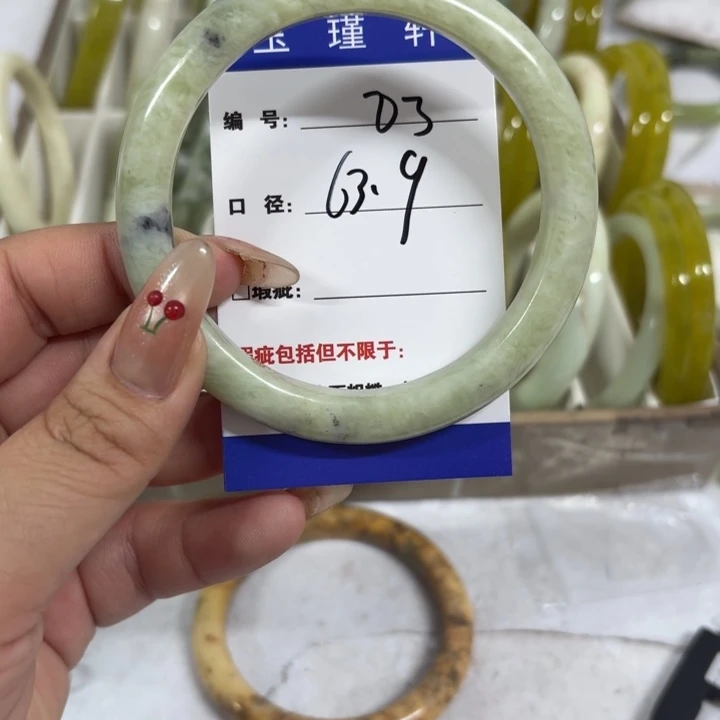 玉瑾轩
编 号: D3
口 径: 63.9
□瑕疵:
瑕疵包括但不限于: